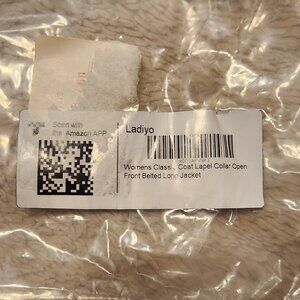 Scan with
the Amazon APP
Ladiyo
Womens Classic Coat Lapel Collar Open
Front Belted Long Jacket